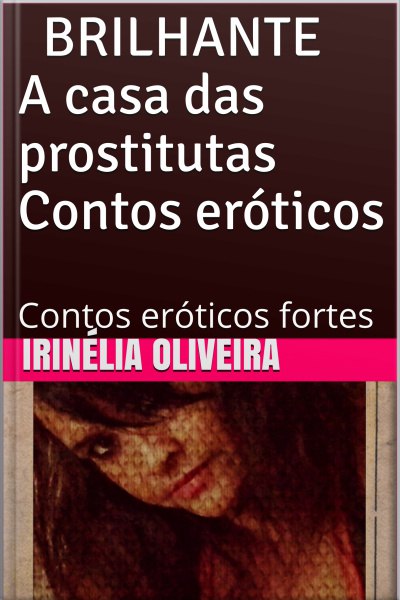 BRILHANTE
A casa das
prostitutas
Contos eróticos
Contos eróticos fortes
IRINÉLIA OLIVEIRA